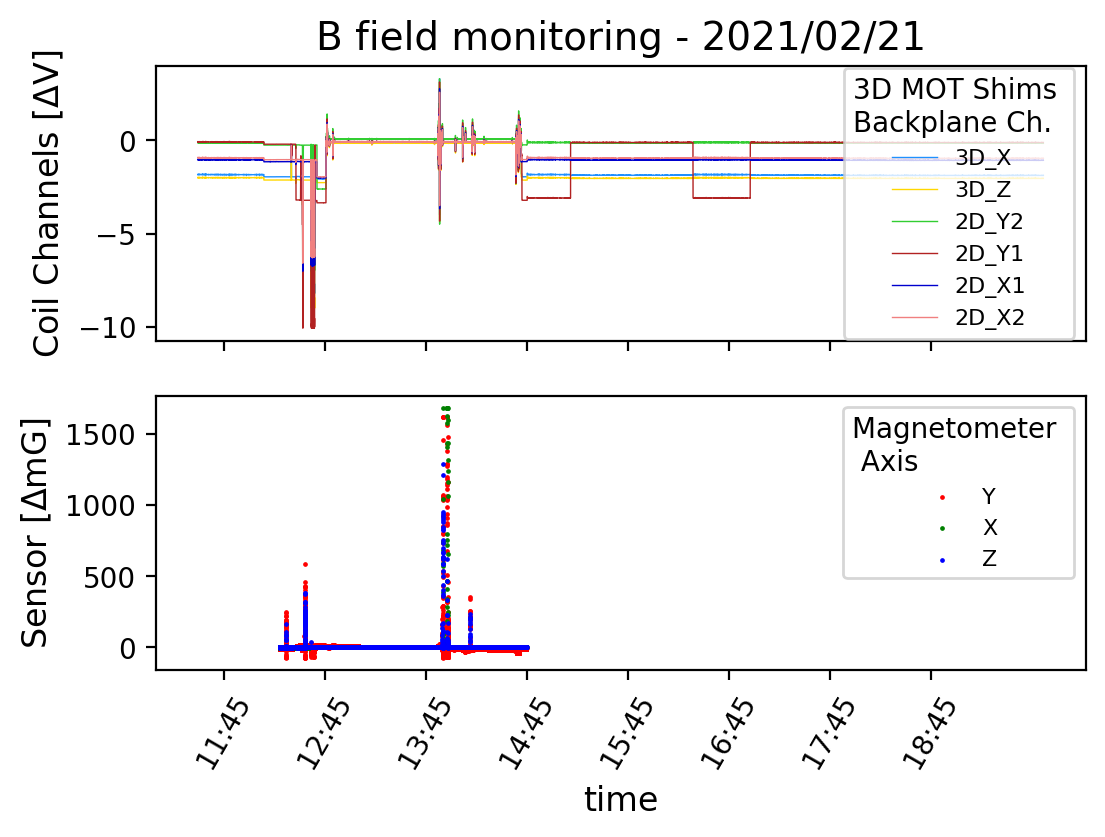 B field monitoring - 2021/02/21
Coil Channels [ΔV]
0
−5
−10
3D MOT Shims
Backplane Ch.
3D_X
3D_Z
2D_Y2
2D_Y1
2D_X1
2D_X2
Sensor [ΔmG]
1500
1000
500
0
Magnetometer
Axis
Y
X
Z
11:45
12:45
13:45
14:45
15:45
16:45
17:45
18:45
time